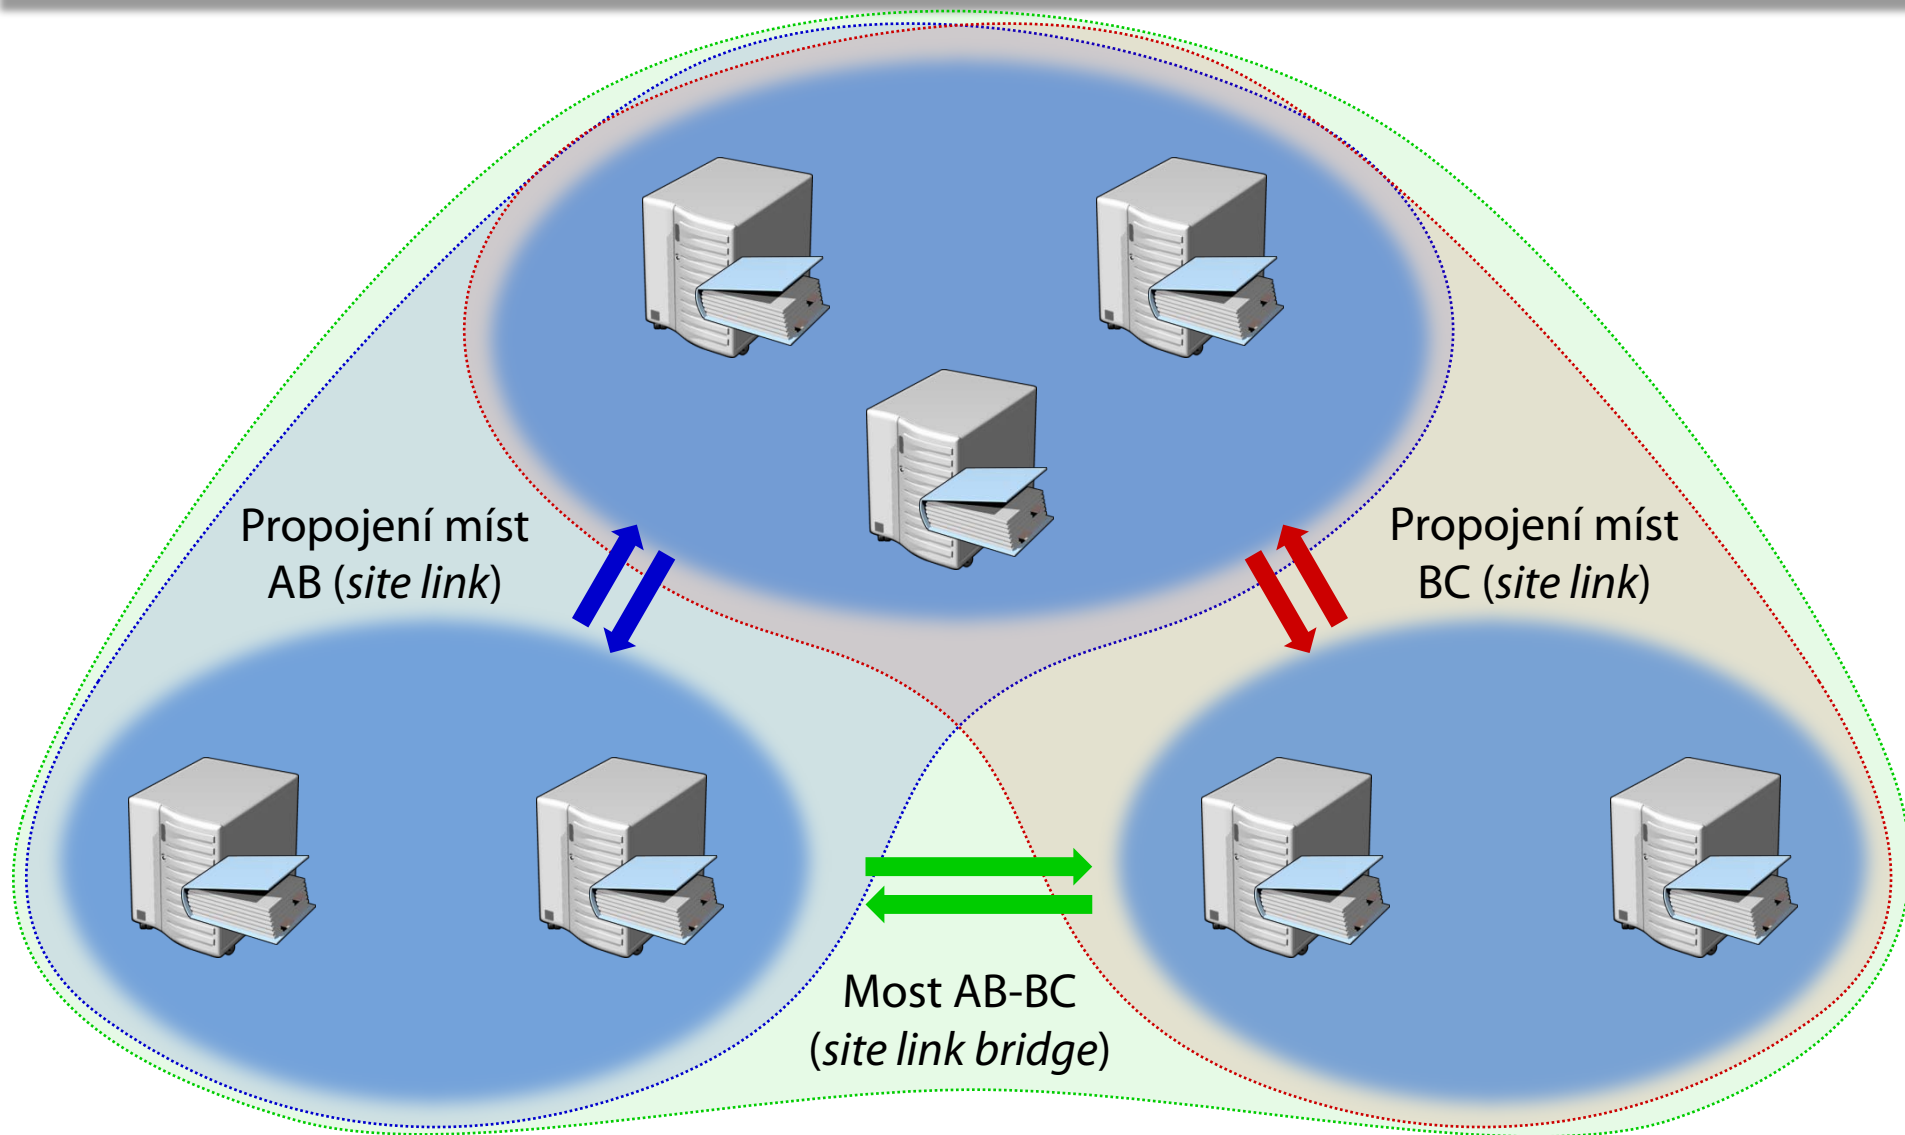 Propojení míst
AB (site link)
Propojení míst
BC (site link)
Most AB-BC
(site link bridge)